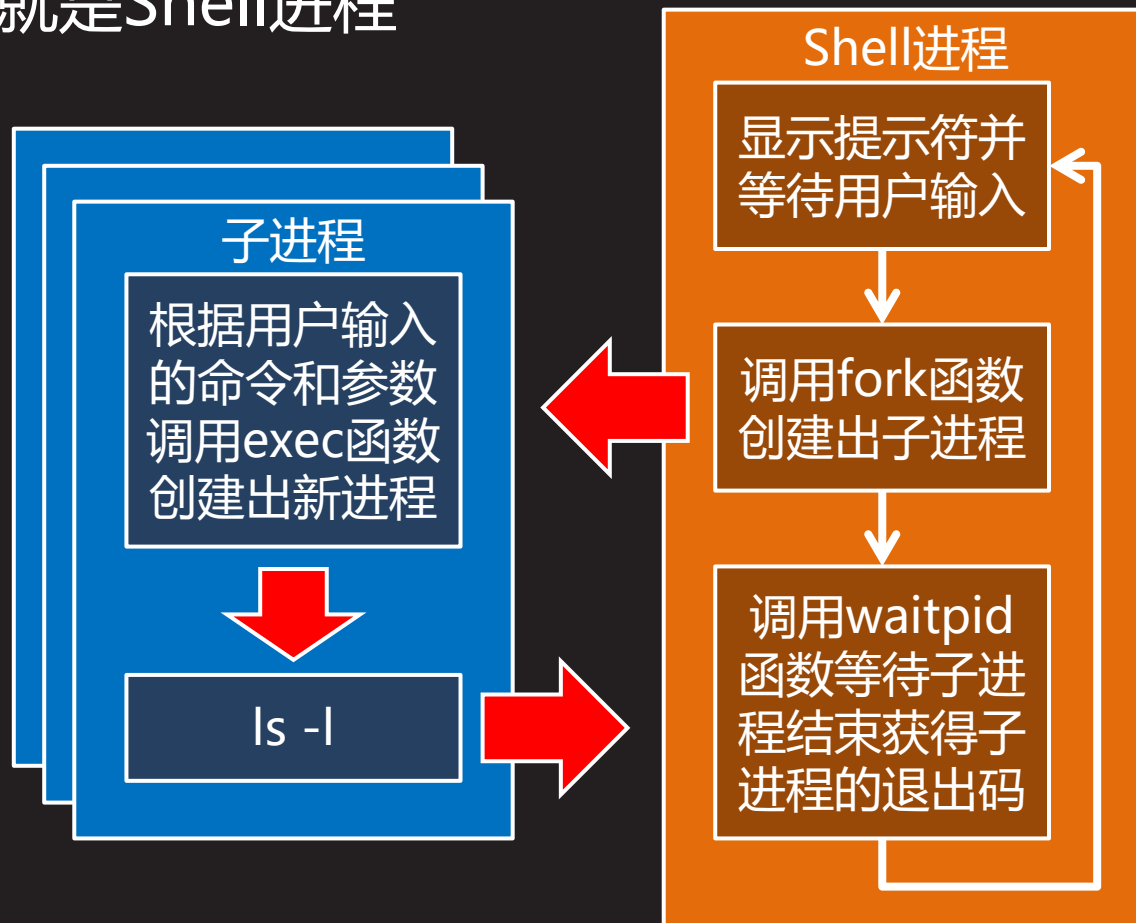 就是Shell进程
Shell进程
显示提示符并
等待用户输入
调用fork函数
创建出子进程
调用waitpid
函数等待子进
程结束获得子
进程的退出码
子进程
根据用户输入
的命令和参数
调用exec函数
创建出新进程
ls -l